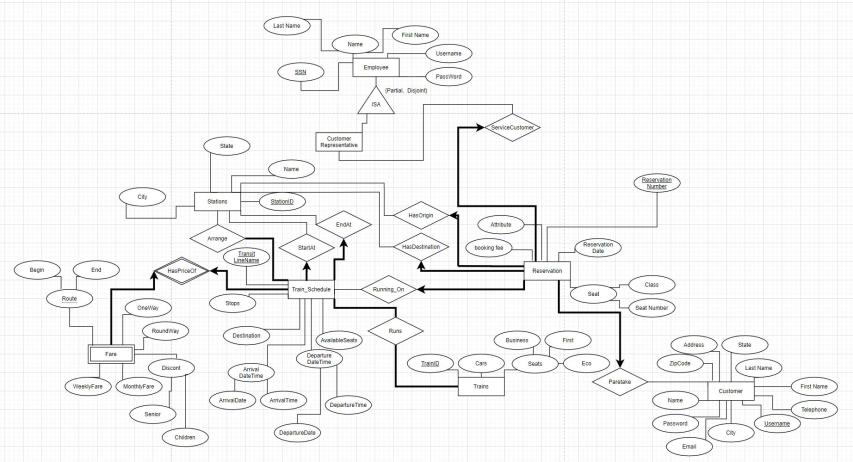 Last Name
First Name
Name
Username
Employee
SSN
PassWord
(Partial, Disjoint)
ISA
ServiceCustomer
Customer
Representative
State
Name
Reservation
Number
City
Stations
StationID
HasOrigin
Attribute
EndAt
Arrange
StartAt
HasDestination
booking fee
Reservation
Date
Transit
LineName
Begin
End
HasPriceOf
Reservation
Class
Route
Train_Schedule
Running_On
Seat
Stops
Seat Number
OneWay
RoundWay
Destination
AvailableSeats
Runs
Business
First
Address
State
Fare
Discont
Departure
DateTime
TrainID
Cars
Seats
Eco
ZipCode
Last Name
Arrival
DateTime
WeeklyFare
MonthlyFare
Trains
Paretake
Customer
First Name
ArrivalDate
ArrivalTime
DepartureTime
Name
Telephone
Senior
Password
Username
Children
DepartureDate
Email
City